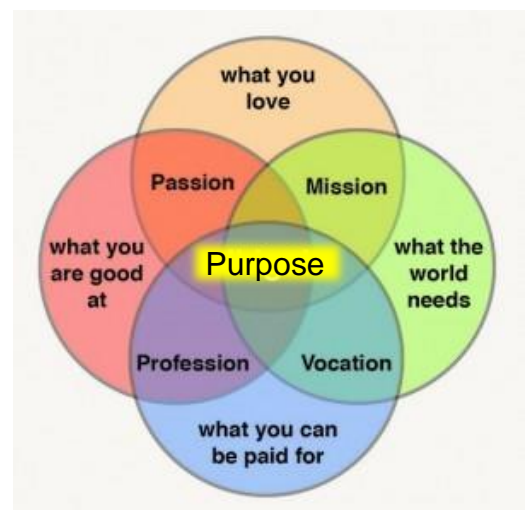 what you
love
Passion
Mission
what you
are good
at
Purpose
what the
world
needs
Profession
Vocation
what you can
be paid for